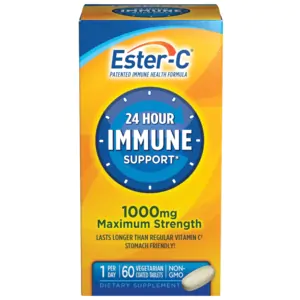 Ester-C®
PATENTED IMMUNE HEALTH FORMULA
24 HOUR
IMMUNE
SUPPORT*
1000mg
Maximum Strength
LASTS LONGER THAN REGULAR VITAMIN C†
STOMACH FRIENDLY!
1 PER DAY
60 VEGETARIAN COATED TABLETS
NON-GMO
DIETARY SUPPLEMENT